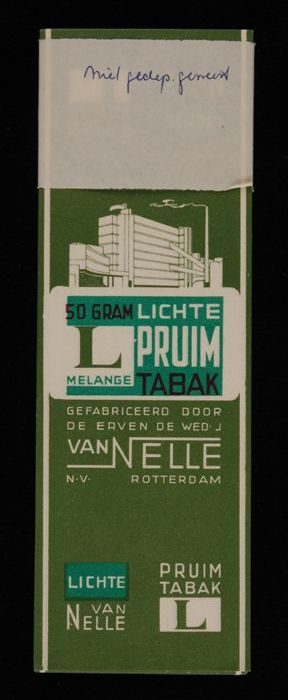 niet gedep. geweest
50 GRAM LICHTE
L PRUIM
MELANGE TABAK
GEFABRICEERD DOOR
DE ERVEN DE WED. J
VAN NELLE
N.V. ROTTERDAM
LICHTE
VAN
NELLE
PRUIM
TABAK
L